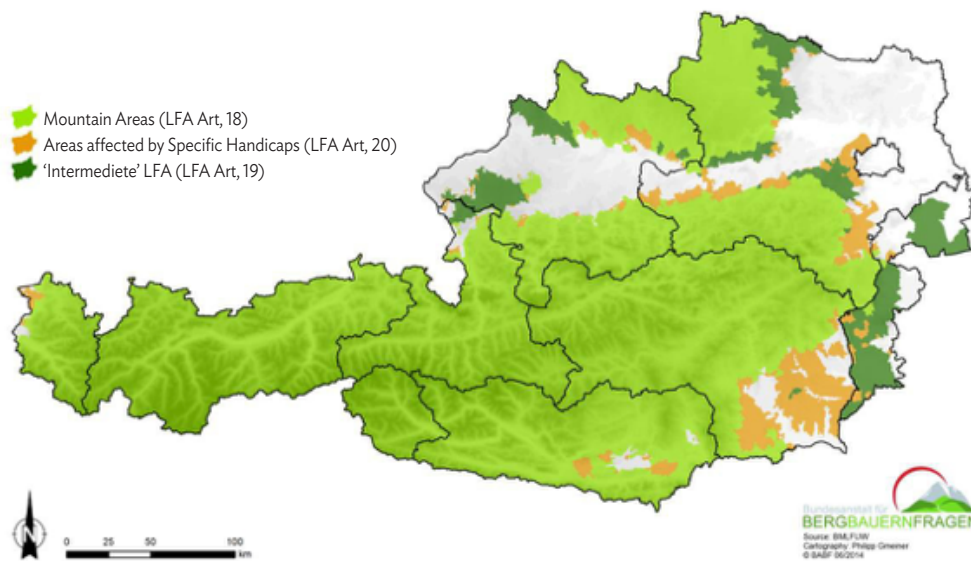 Mountain Areas (LFA Art, 18)
Areas affected by Specific Handicaps (LFA Art, 20)
'Intermediete' LFA (LFA Art, 19)
N
0 25 50 100
km
Bundesanstalt für
BERGBAUERNFRAGEN
Source: BMLFUW
Cartography: Philipp Gmeiner
© BABF 06/2014